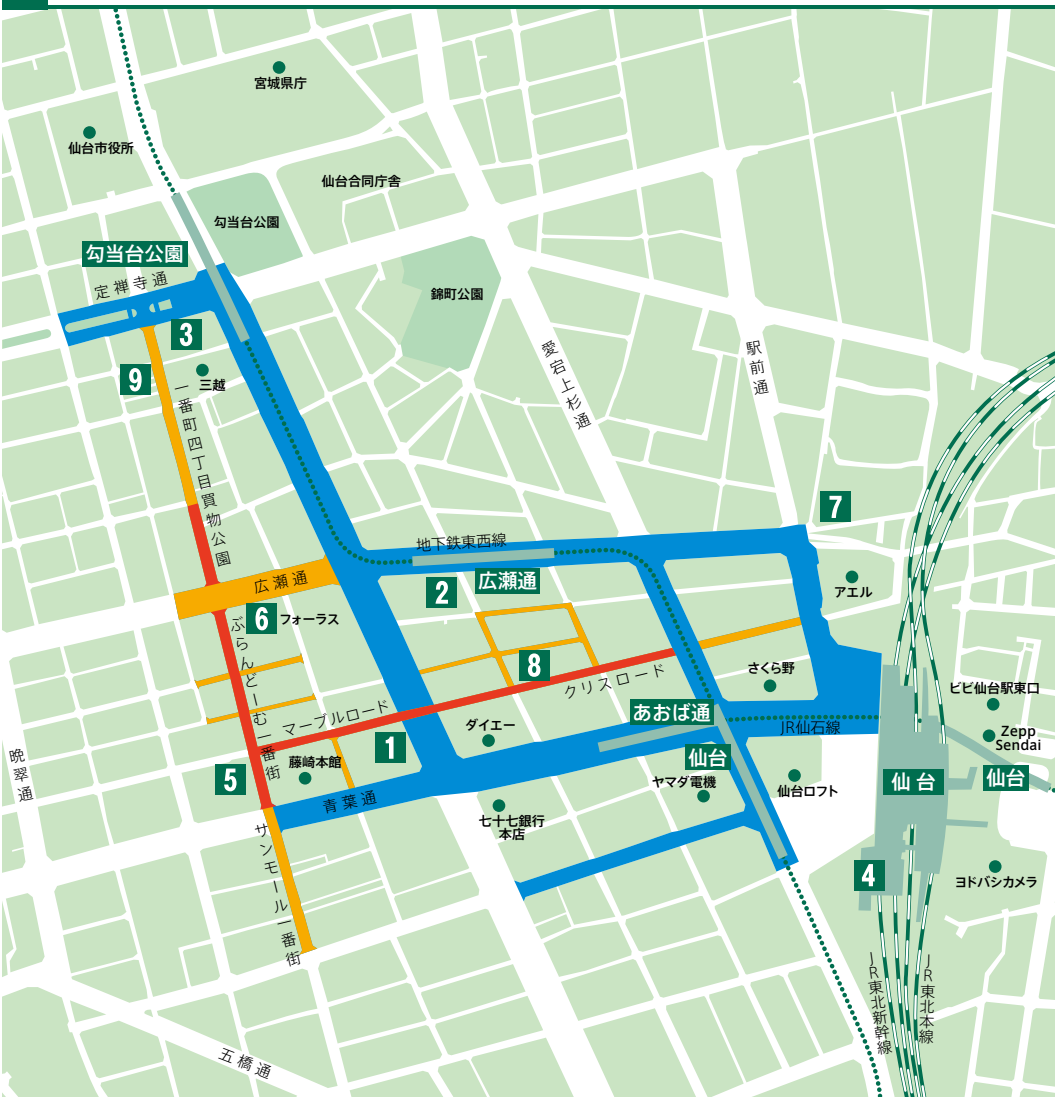 宮城県庁
仙台市役所
仙台合同庁舎
勾当台公園
勾当台公園
定禅寺通
錦町公園
3
9
三越
一番町四丁目買物公園
愛宕上杉通
駅前通
7
地下鉄東西線
広瀬通
2
アエル
広瀬通
6
フォーラス
ぶらんどーむ一番街
8
クリスロード
さくら野
ビビ仙台駅東口
マーブルロード
1
ダイエー
あおば通
JR仙石線
Zepp
Sendai
仙台
晩翠通
藤崎本館
5
青葉通
ヤマダ電機
仙台ロフト
仙台
仙台
七十七銀行
本店
サンモール一番街
4
ヨドバシカメラ
JR東北新幹線
JR東北本線
五橋通